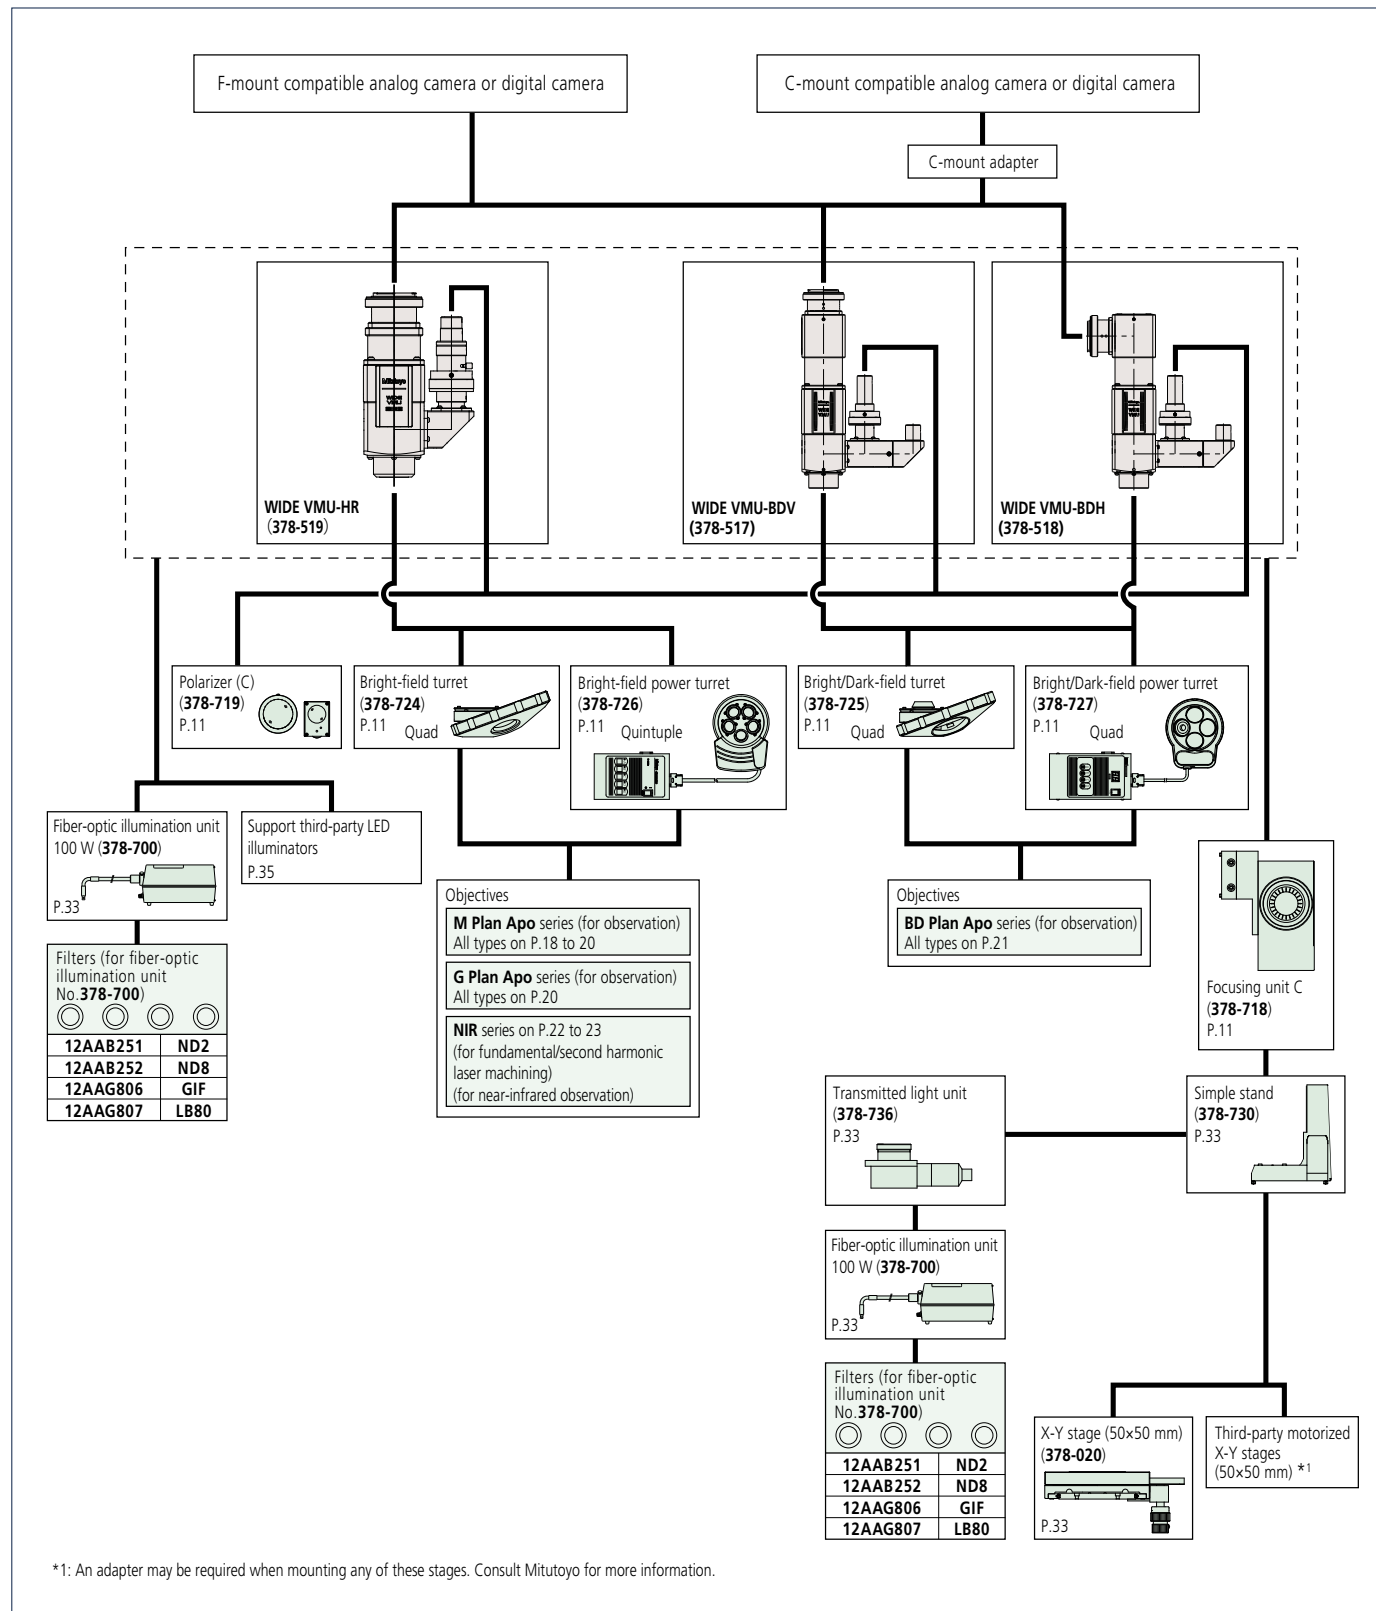 F-mount compatible analog camera or digital camera
C-mount compatible analog camera or digital camera
C-mount adapter
Mitutoyo
WIDE
VMU
WIDE VMU-HR
(378-519)
WIDE
VMU
WIDE VMU-BDV
(378-517)
WIDE
VMU
WIDE VMU-BDH
(378-518)
Polarizer (C)
(378-719)
P.11
Bright-field turret
(378-724)
P.11 Quad
Bright-field power turret
(378-726)
P.11 Quintuple
Bright/Dark-field turret
(378-725)
P.11 Quad
Bright/Dark-field power turret
(378-727)
P.11 Quad
Fiber-optic illumination unit
100 W (378-700)
P.33
Support third-party LED
illuminators
P.35
Filters (for fiber-optic
illumination unit
No.378-700)
12AAB251 ND2
12AAB252 ND8
12AAG806 GIF
12AAG807 LB80
Objectives
M Plan Apo series (for observation)
All types on P.18 to 20
G Plan Apo series (for observation)
All types on P.20
NIR series on P.22 to 23
(for fundamental/second harmonic
laser machining)
(for near-infrared observation)
Objectives
BD Plan Apo series (for observation)
All types on P.21
Focusing unit C
(378-718)
P.11
Transmitted light unit
(378-736)
P.33
Simple stand
(378-730)
P.33
Fiber-optic illumination unit
100 W (378-700)
P.33
Filters (for fiber-optic
illumination unit
No.378-700)
12AAB251 ND2
12AAB252 ND8
12AAG806 GIF
12AAG807 LB80
X-Y stage (50×50 mm)
(378-020)
P.33
Third-party motorized
X-Y stages
(50×50 mm) *1
*1: An adapter may be required when mounting any of these stages. Consult Mitutoyo for more information.